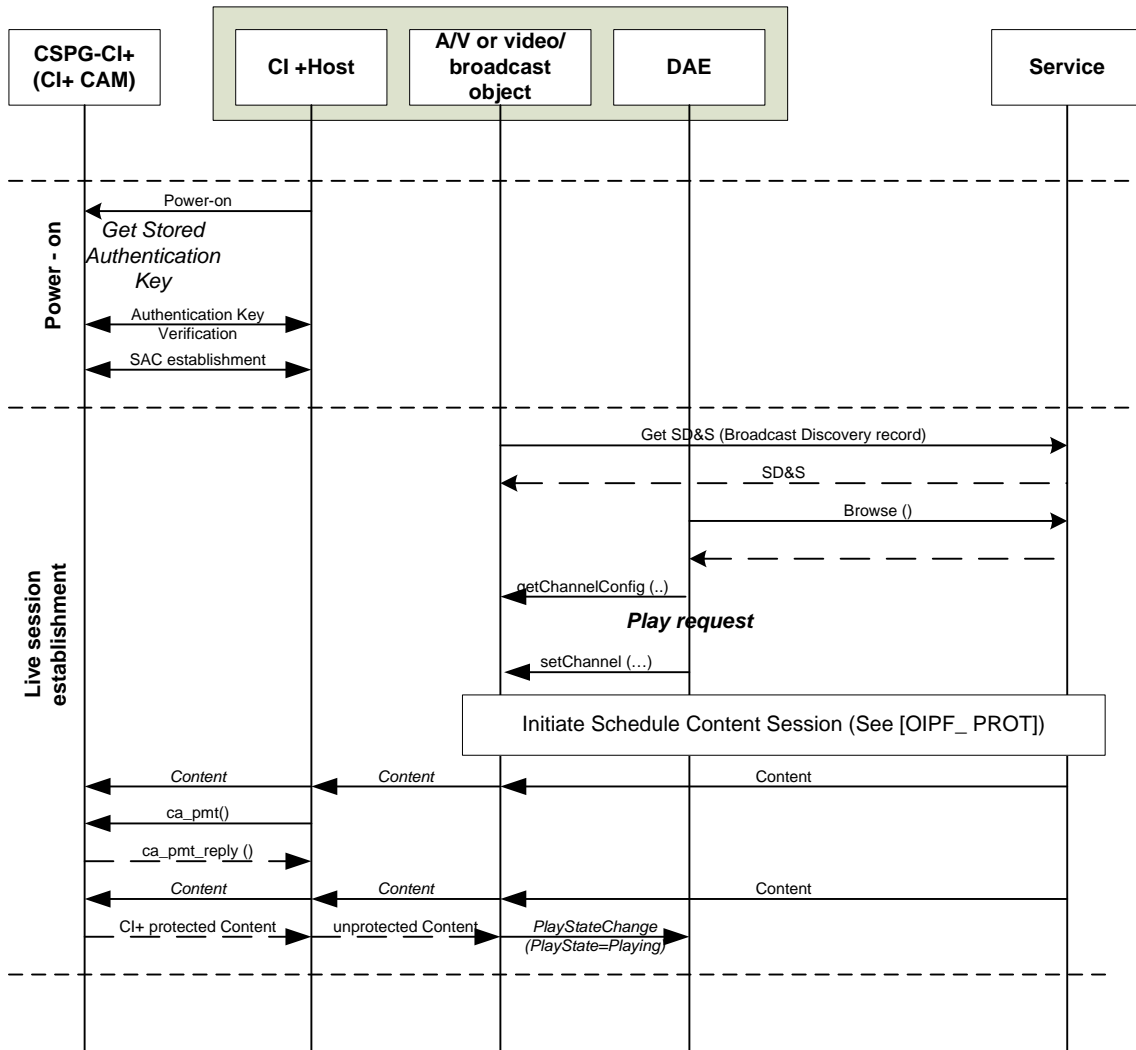 CSPG-CI+
(CI+ CAM)
CI +Host
A/V or video/
broadcast
object
DAE
Service
Power - on
Power-on
Get Stored
Authentication
Key
Authentication Key
Verification
SAC establishment
Live session
establishment
Get SD&S (Broadcast Discovery record)
SD&S
Browse ()
getChannelConfig (..)
Play request
setChannel (…)
Initiate Schedule Content Session (See [OIPF_ PROT])
Content
Content
Content
ca_pmt()
ca_pmt_reply ()
Content
Content
Content
CI+ protected Content
unprotected Content
PlayStateChange
(PlayState=Playing)